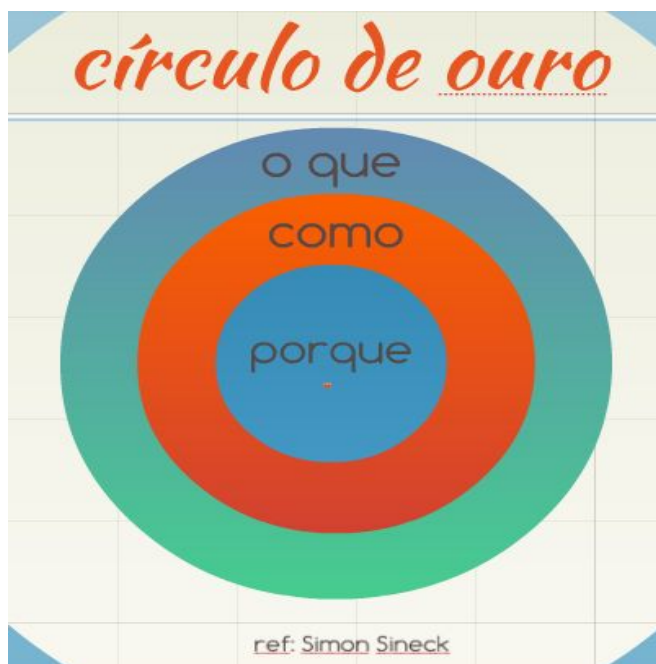 círculo de ouro
o que
como
porque
ref: Simon Sineck